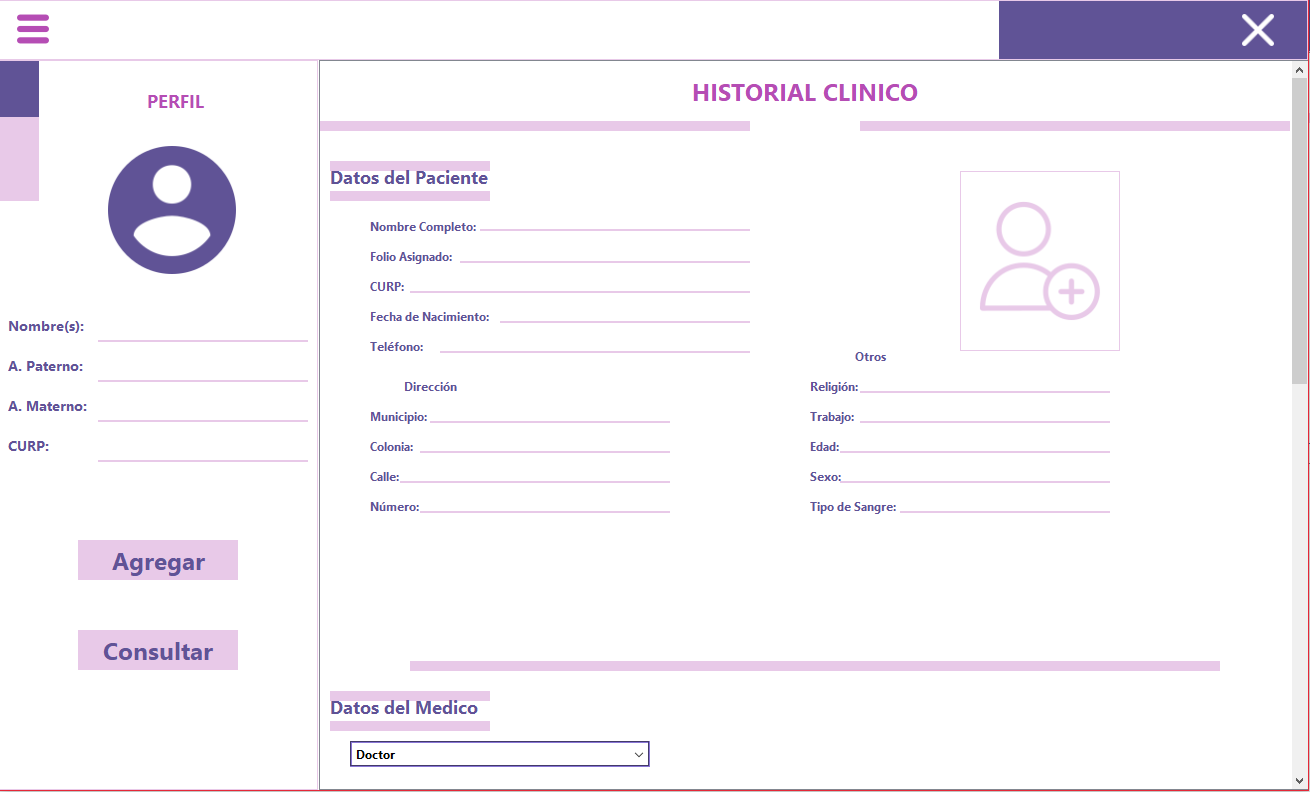 PERFIL
Nombre(s):
A. Paterno:
A. Materno:
CURP:
Agregar
Consultar
HISTORIAL CLINICO
Datos del Paciente
Nombre Completo:
Folio Asignado:
CURP:
Fecha de Nacimiento:
Teléfono:
Dirección
Municipio:
Colonia:
Calle:
Número:
Otros
Religión:
Trabajo:
Edad:
Sexo:
Tipo de Sangre:
Datos del Medico
Doctor